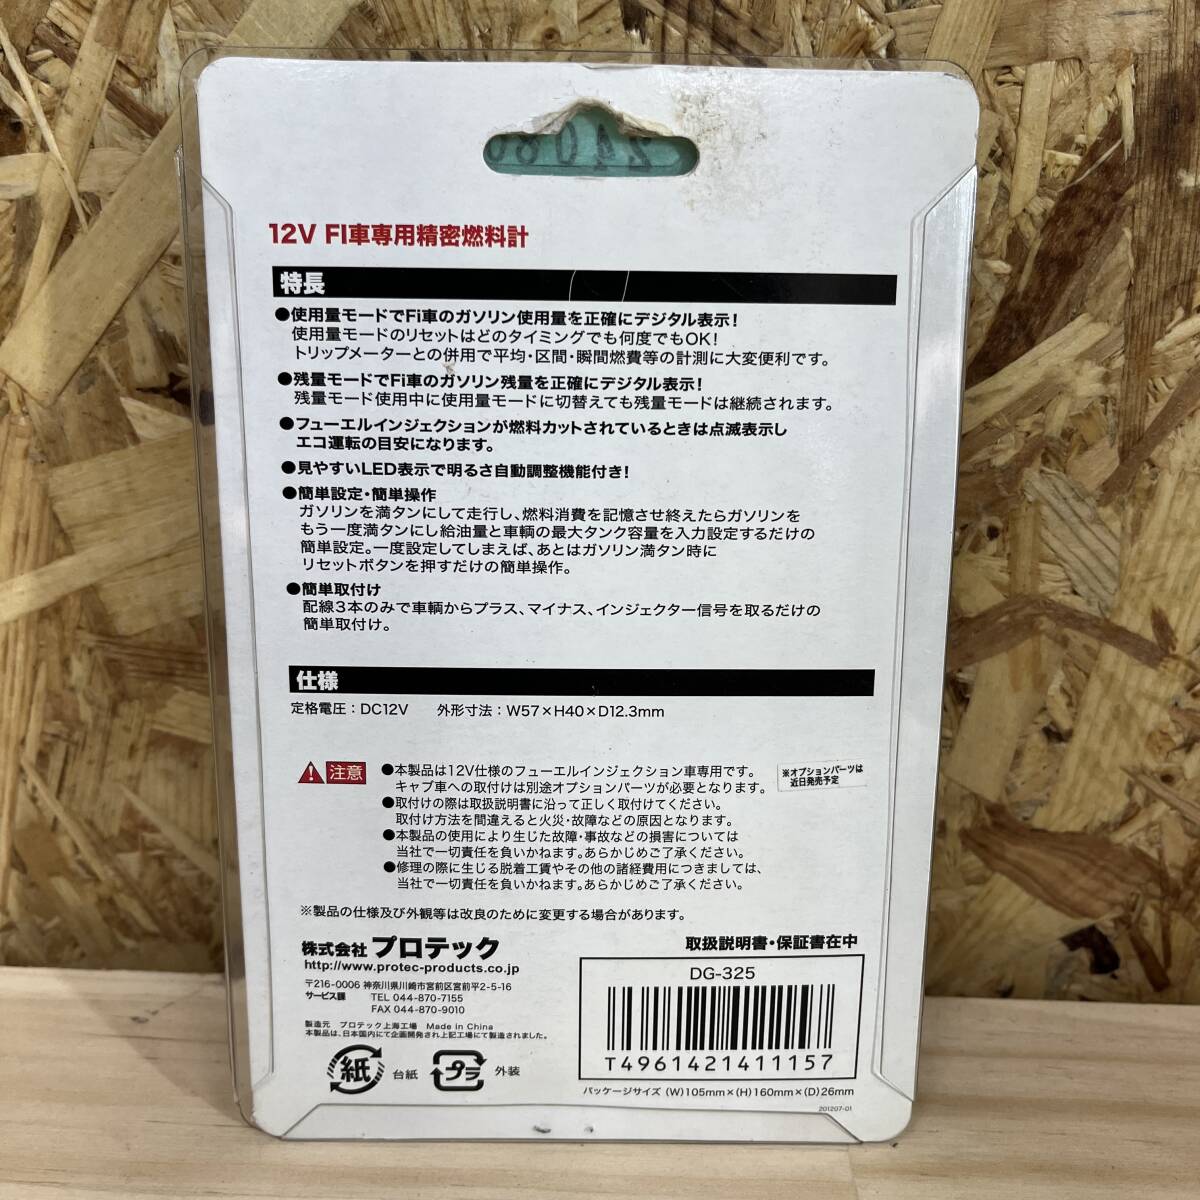 12V FI車専用精密燃料計
特長
●使用量モードでFi車のガソリン使用量を正確にデジタル表示!
使用量モードのリセットはどのタイミングでも何度でもOK!
トリップメーターとの併用で平均・区間・瞬間燃費等の計測に大変便利です。
●残量モードでFi車のガソリン残量を正確にデジタル表示!
残量モード使用中に使用量モードに切替えても残量モードは継続されます。
●フューエルインジェクションが燃料カットされているときは点滅表示し
エコ運転の目安になります。
●見やすいLED表示で明るさ自動調整機能付き!
●簡単設定・簡単操作
ガソリンを満タンにして走行し、燃料消費を記憶させ終えたらガソリンを
もう一度満タンにし給油量と車輌の最大タンク容量を入力設定するだけの
簡単設定。一度設定してしまえば、あとはガソリン満タン時に
リセットボタンを押すだけの簡単操作。
●簡単取付け
配線3本のみで車輌からプラス、マイナス、インジェクター信号を取るだけの
簡単取付け。
仕様
定格電圧:DC12V 外形寸法:W57×H40×D12.3mm
注意
●本製品は12V仕様のフューエルインジェクション車専用です。
キャブ車への取付けは別途オプションパーツが必要となります。
※オプションパーツは
近日発売予定
●取付けの際は取扱説明書に沿って正しく取付けてください。
取付け方法を間違えると火災・故障などの原因となります。
●本製品の使用により生じた故障・事故などの損害については
当社で一切責任を負いかねます。あらかじめご了承ください。
●修理の際に生じる脱着工賃やその他の諸経費用につきましては、
当社で一切責任を負いかねます。あらかじめご了承ください。
※製品の仕様及び外観等は改良のために変更する場合があります。
株式会社 プロテック
http://www.protec-products.co.jp
〒216-0006 神奈川県川崎市宮前区宮前平2-5-16
サービス課 TEL 044-870-7155
FAX 044-870-9010
製造元 プロテック上海工場 Made in China
本製品は、日本国内にて企画開発され上記工場にて製造されました。
紙 台紙 プラ 外装
取扱説明書・保証書在中
DG-325
T4961421411157
パッケージサイズ (W)105mm×(H)160mm×(D)26mm
201207-01